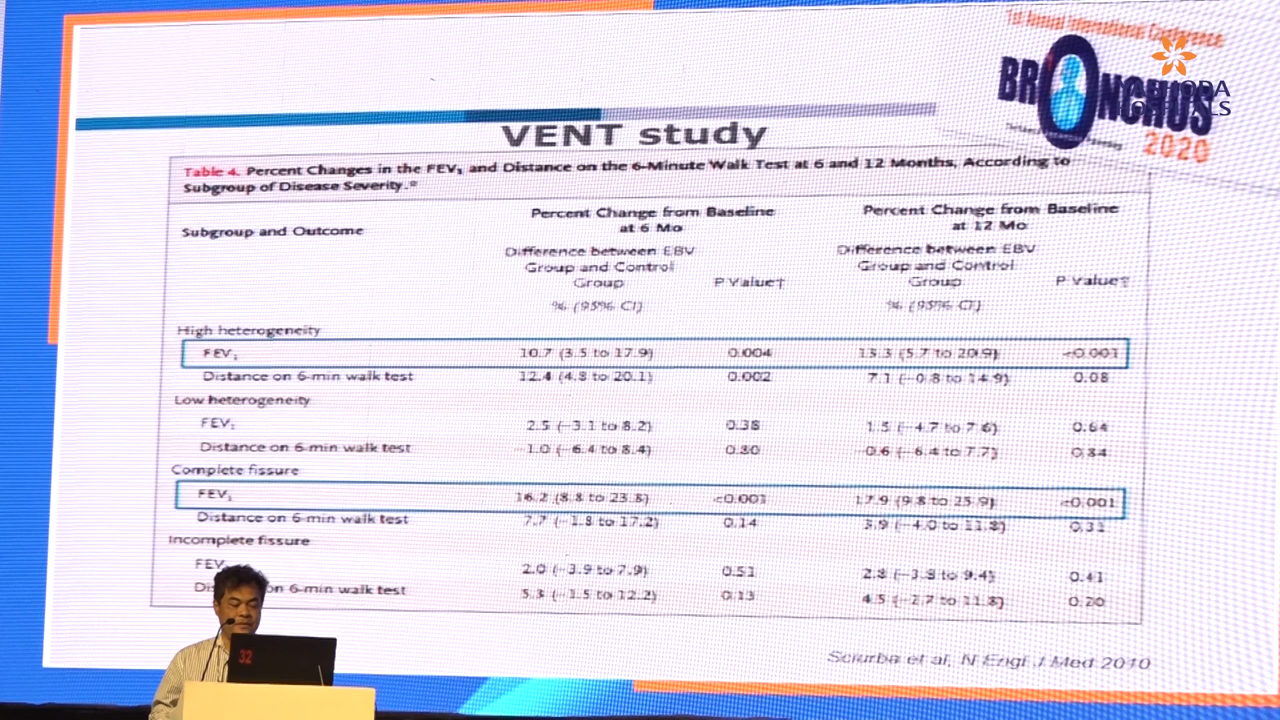 1st Annual International Conference
BRONCHUS
2020
VENT study
Table 4. Percent Changes in the FEV₁ and Distance on the 6-Minute Walk Test at 6 and 12 Months, According to
Subgroup of Disease Severity.*
Subgroup and Outcome
Percent Change from Baseline
at 6 Mo
Percent Change from Baseline
at 12 Mo
Difference between EBV
Group and Control
Group
P Value†
Difference between EBV
Group and Control
Group
P Value†
% (95% CI)
% (95% CI)
High heterogeneity
FEV₁ 10.7 (3.5 to 17.9) 0.004 13.3 (5.7 to 20.9) <0.001
Distance on 6-min walk test 12.4 (4.8 to 20.1) 0.002 7.1 (−0.8 to 14.9) 0.08
Low heterogeneity
FEV₁ 2.5 (−3.1 to 8.2) 0.38 1.5 (−4.7 to 7.6) 0.64
Distance on 6-min walk test 1.0 (−6.4 to 8.4) 0.80 0.6 (−6.4 to 7.7) 0.84
Complete fissure
FEV₁ 16.2 (8.8 to 23.8) <0.001 17.9 (9.8 to 25.9) <0.001
Distance on 6-min walk test 7.7 (−1.8 to 17.2) 0.14 3.9 (−4.0 to 11.8) 0.33
Incomplete fissure
FEV 2.0 (−3.9 to 7.9) 0.51 2.8 (−3.8 to 9.4) 0.41
on 6-min walk test 5.3 (−1.5 to 12.2) 0.13 4.5 (−2.7 to 11.8) 0.20
Sciurba et al, N Engl J Med 2010
32